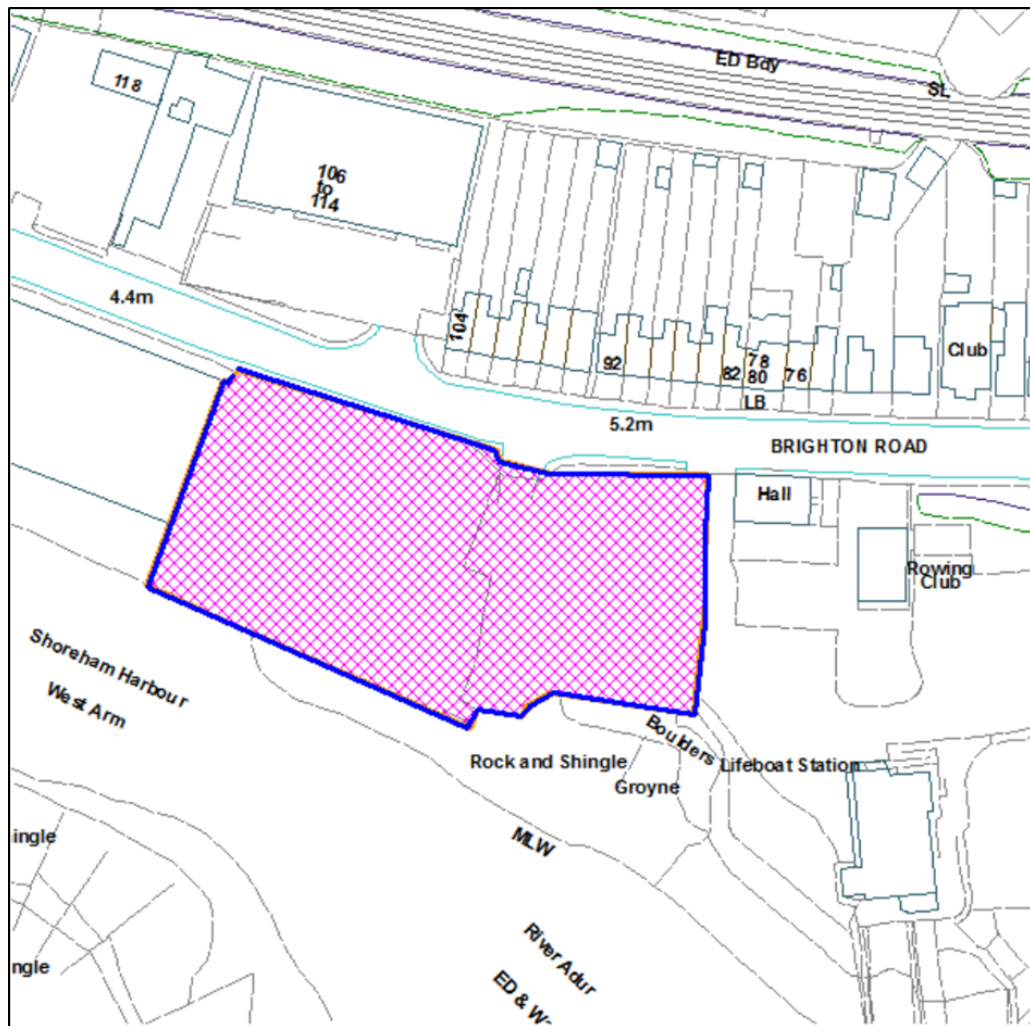 ED Bdy
SL
118
106
to
114
4.4m
104
92
82
78
80
76
Club
LB
5.2m
BRIGHTON ROAD
Hall
Rowing
Club
Shoreham Harbour
West Arm
Boulders
Lifeboat Station
Rock and Shingle
Groyne
MLW
ingle
River Adur
ngle
ED & W